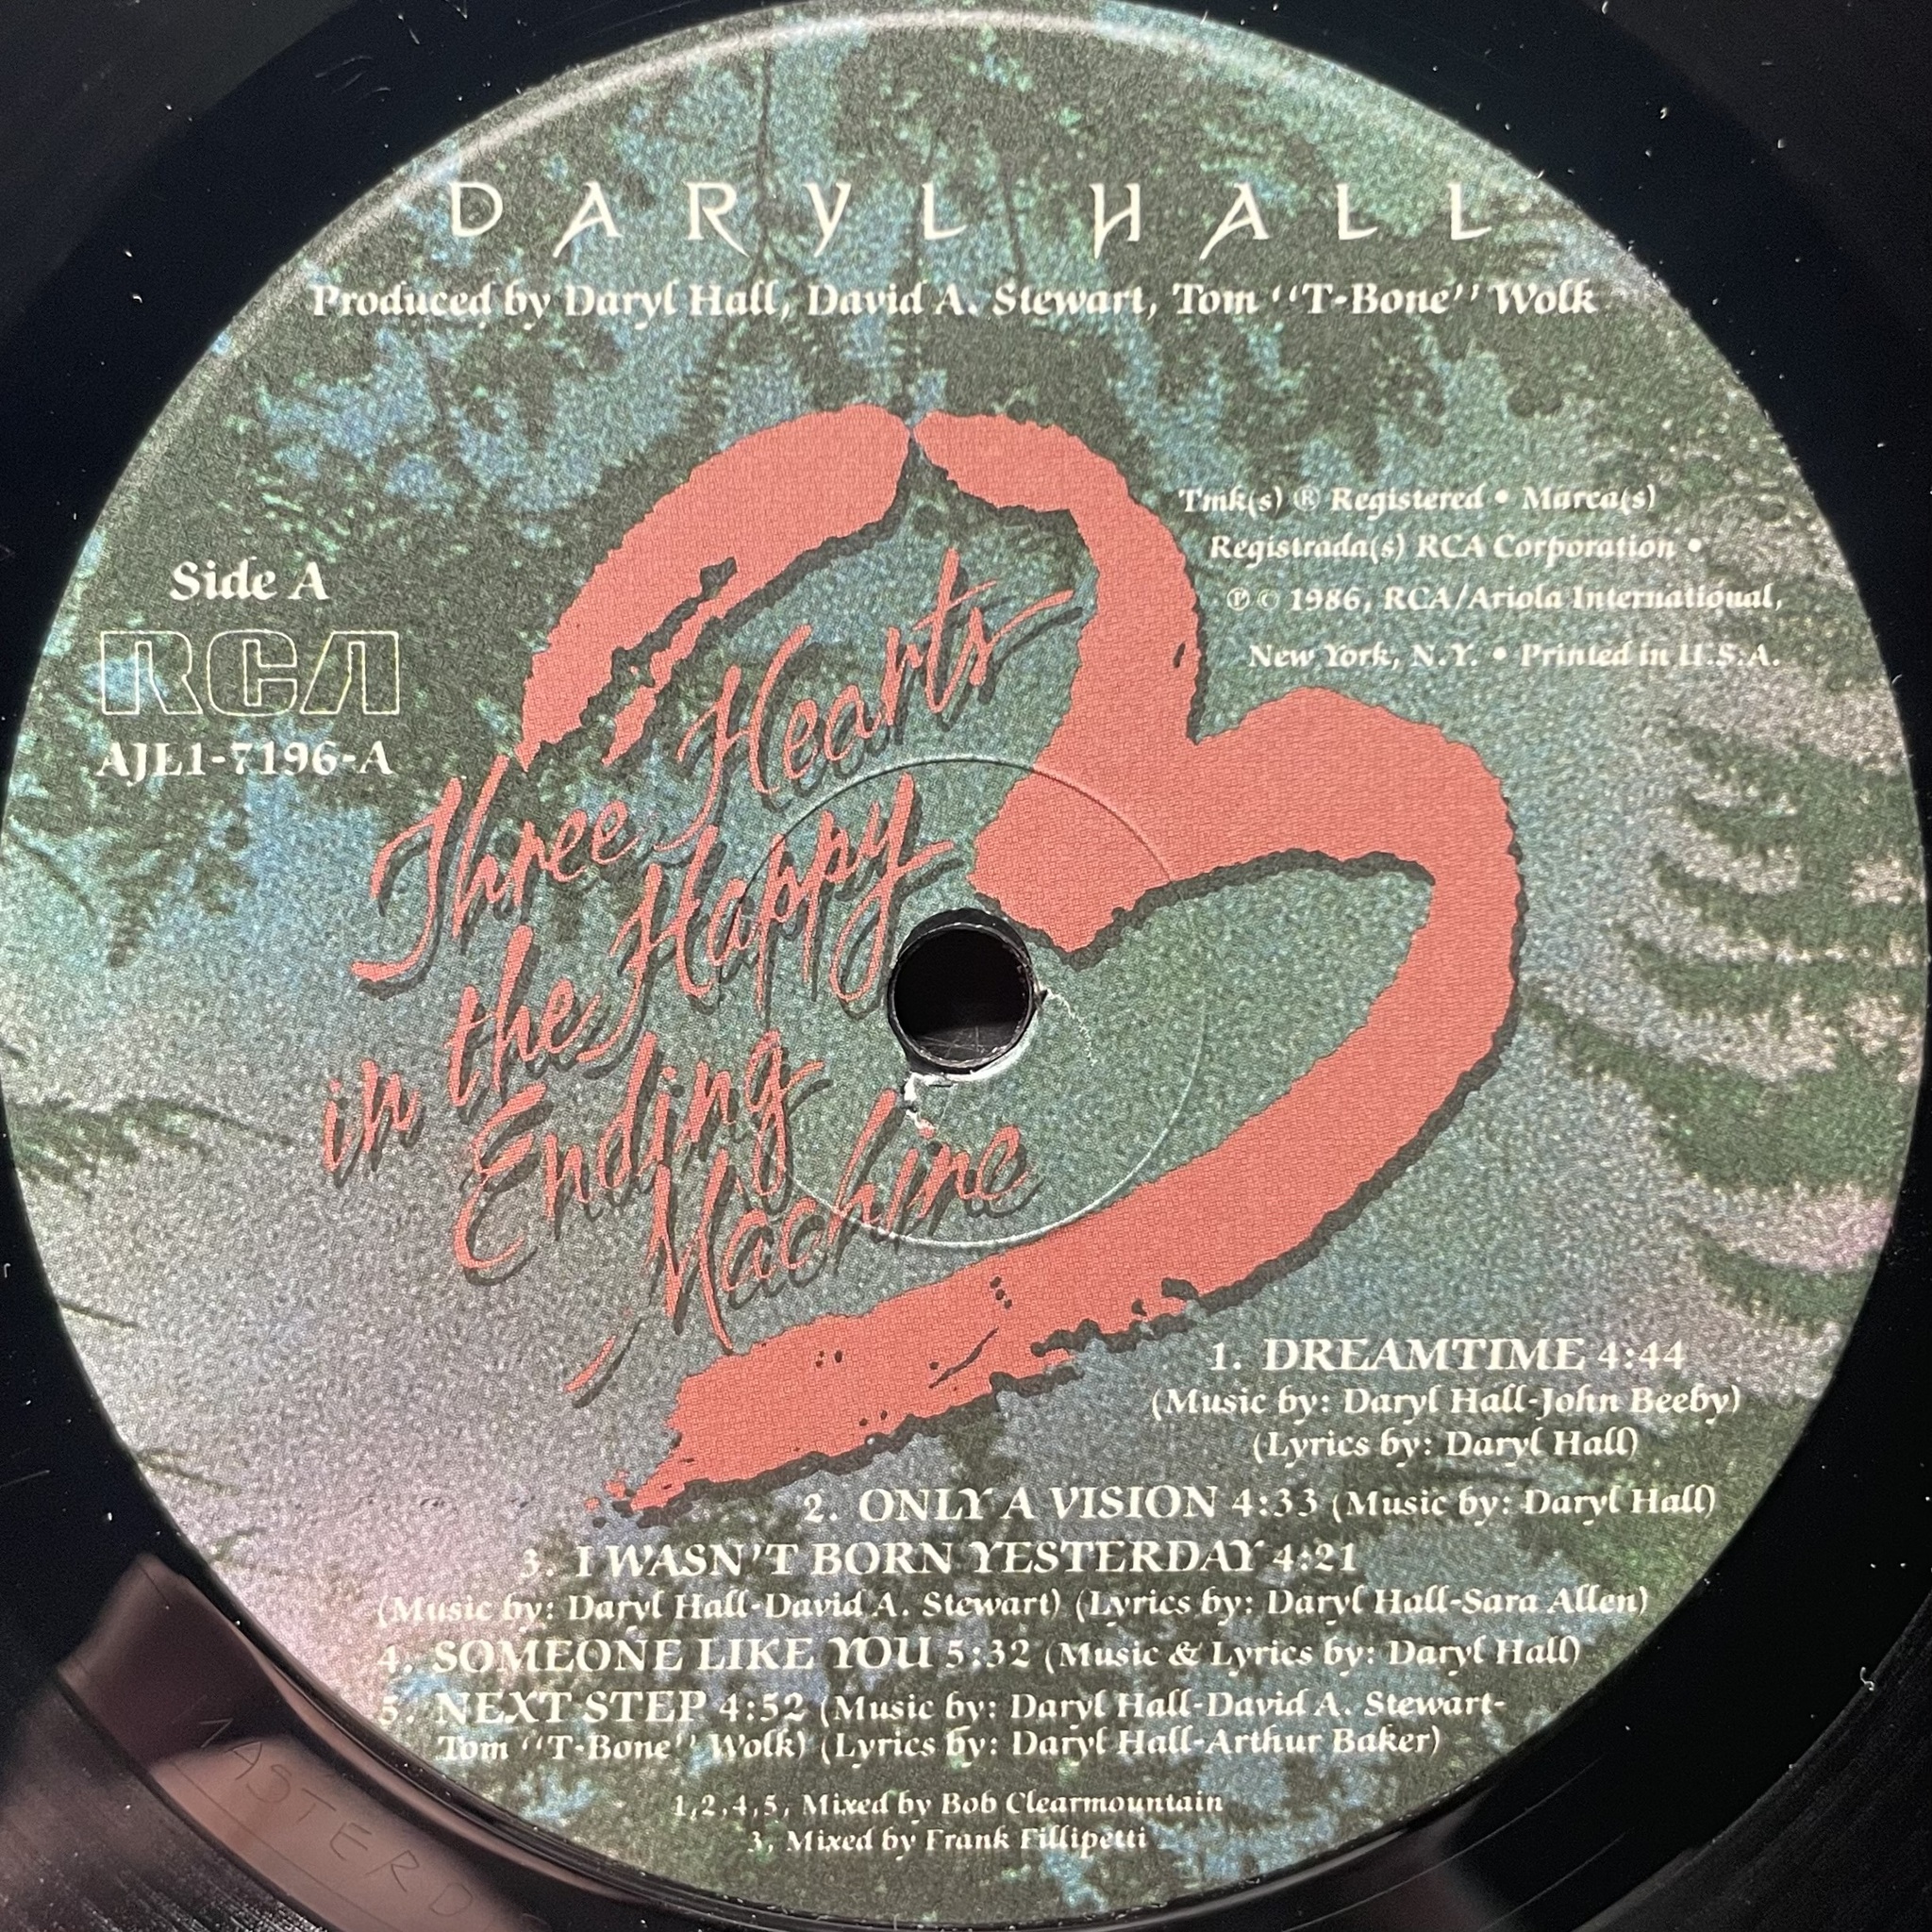 DARYL HALL
Produced by Daryl Hall, David A. Stewart, Tom "T-Bone" Wolk
Tmk(s) ® Registered • Marca(s)
Registrada(s) RCA Corporation •
℗ © 1986, RCA/Ariola International,
New York, N.Y. • Printed in U.S.A.
Side A
RCA
AJL1-7196-A
Three Hearts
in the Happy
Ending
Machine
1. DREAMTIME 4:44
(Music by: Daryl Hall-John Beeby)
(Lyrics by: Daryl Hall)
2. ONLY A VISION 4:33 (Music by: Daryl Hall)
3. I WASN'T BORN YESTERDAY 4:21
(Music by: Daryl Hall-David A. Stewart) (Lyrics by: Daryl Hall-Sara Allen)
4. SOMEONE LIKE YOU 5:32 (Music & Lyrics by: Daryl Hall)
5. NEXT STEP 4:52 (Music by: Daryl Hall-David A. Stewart-
Tom "T-Bone" Wolk) (Lyrics by: Daryl Hall-Arthur Baker)
1,2,4,5, Mixed by Bob Clearmountain
3, Mixed by Frank Fillipetti
MASTERD